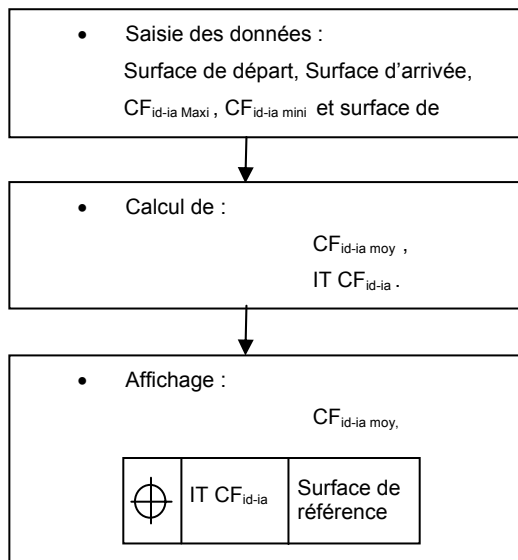 • Saisie des données :
Surface de départ, Surface d'arrivée,
CFid-ia Maxi , CFid-ia mini et surface de
• Calcul de :
CFid-ia moy ,
IT CFid-ia .
• Affichage :
CFid-ia moy,
IT CFid-ia Surface de
référence